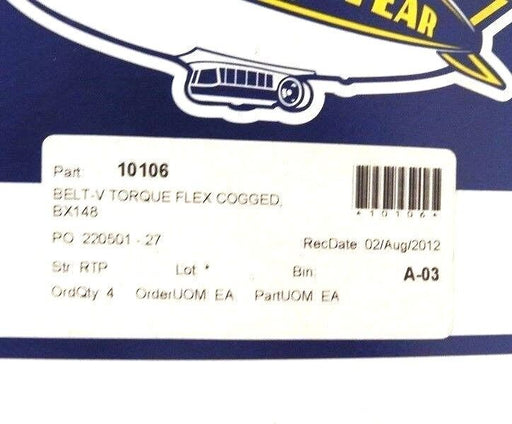 EAR
Part: 10106
BELT-V TORQUE FLEX COGGED,
BX148
*10106*
PO 220501 - 27 RecDate 02/Aug/2012
Str RTP Lot * Bin A-03
OrdQty 4 OrderUOM EA PartUOM EA